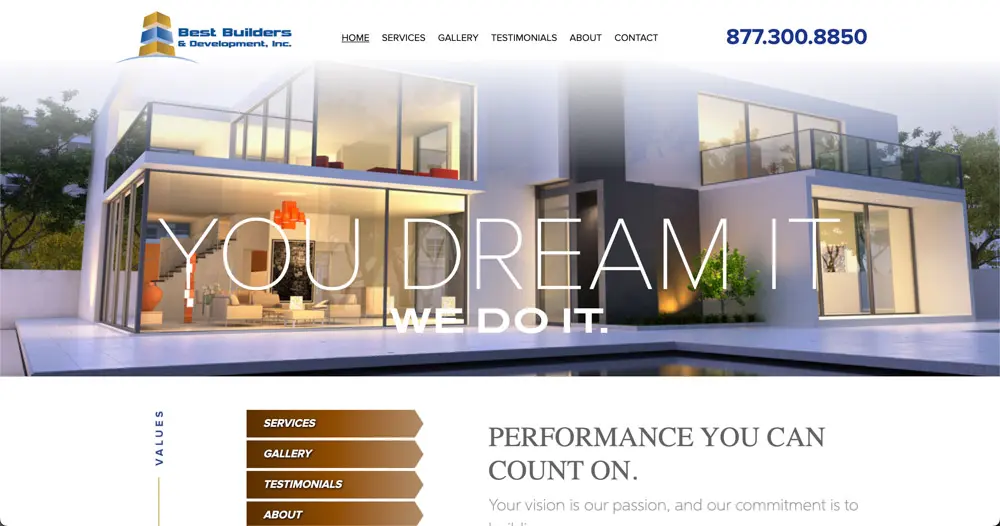 Best Builders
& Development, Inc.
HOME SERVICES GALLERY TESTIMONIALS ABOUT CONTACT
877.300.8850
YOU DREAM IT
WE DO IT.
VALUES
SERVICES
GALLERY
TESTIMONIALS
ABOUT
PERFORMANCE YOU CAN
COUNT ON.
Your vision is our passion, and our commitment is to